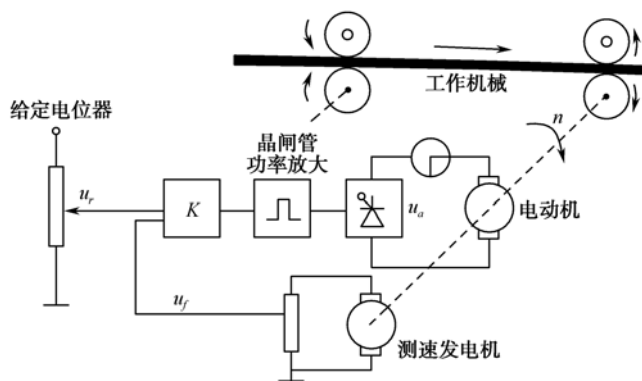 工作机械
给定电位器
n
晶闸管
功率放大
u_r
K
u_a
电动机
u_f
测速发电机